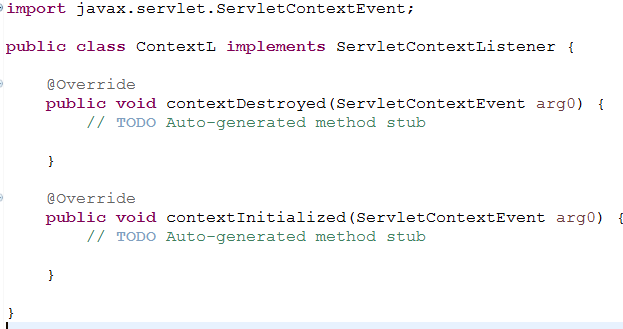 import javax.servlet.ServletContextEvent;
public class ContextL implements ServletContextListener {
@Override
public void contextDestroyed(ServletContextEvent arg0) {
// TODO Auto-generated method stub
}
@Override
public void contextInitialized(ServletContextEvent arg0) {
// TODO Auto-generated method stub
}
}